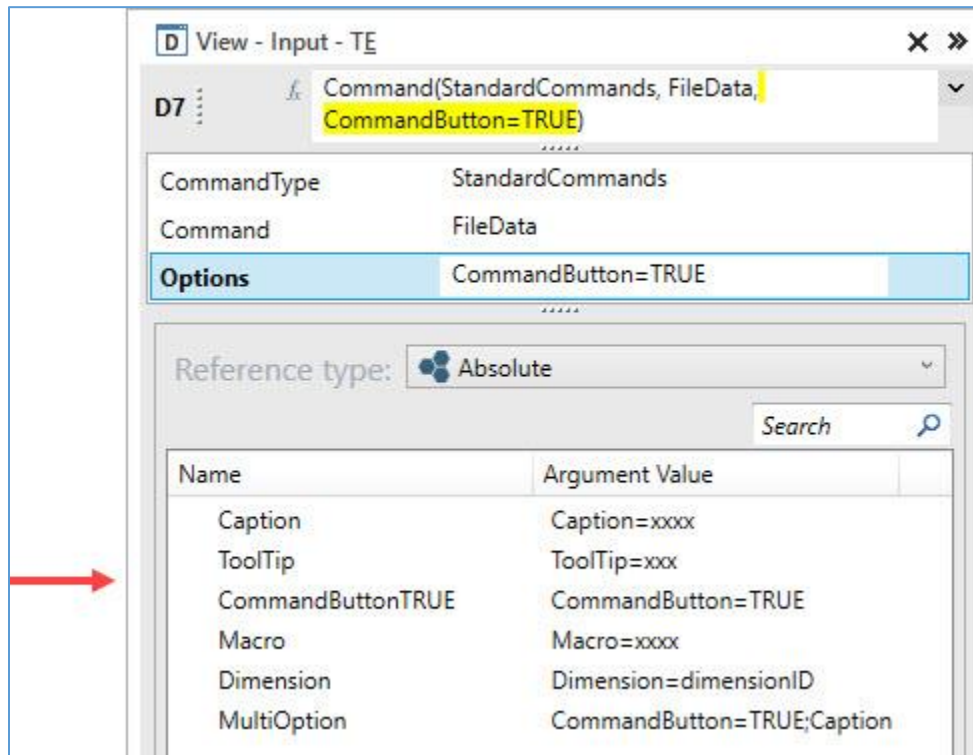 D View - Input - TE
D7 fx Command(StandardCommands, FileData,
CommandButton=TRUE)
CommandType StandardCommands
Command FileData
Options CommandButton=TRUE
Reference type: Absolute
Search
Name Argument Value
Caption Caption=xxxx
ToolTip ToolTip=xxx
CommandButtonTRUE CommandButton=TRUE
Macro Macro=xxxx
Dimension Dimension=dimensionID
MultiOption CommandButton=TRUE;Caption